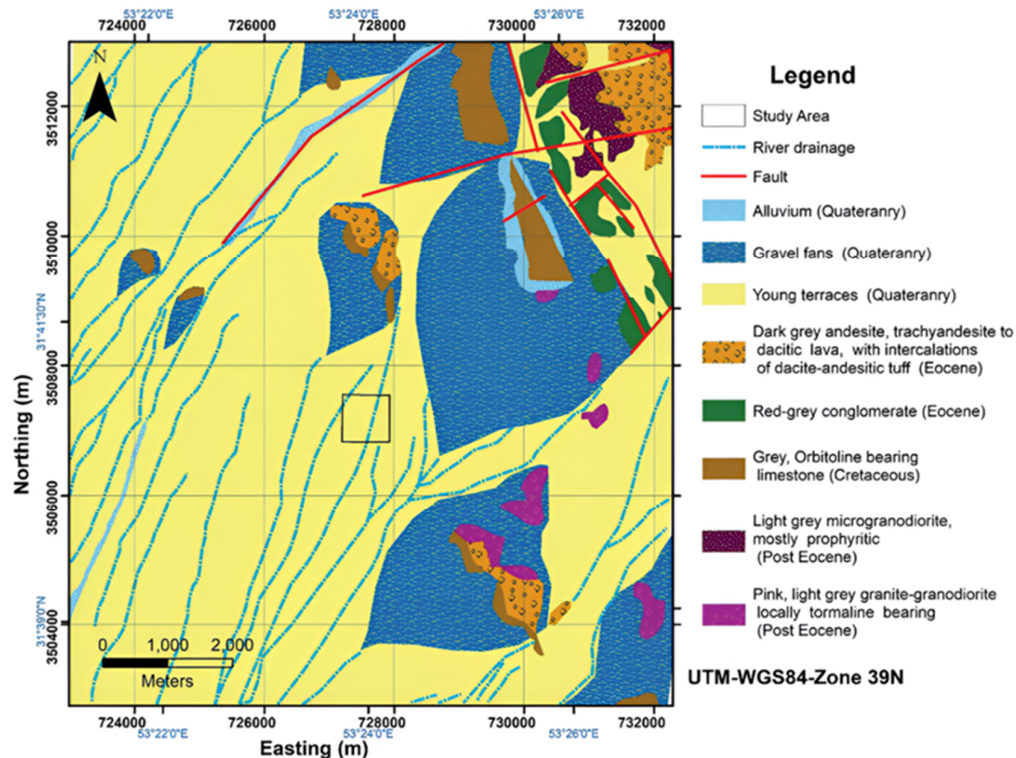 53°22'0"E 53°24'0"E 53°26'0"E
724000 726000 728000 730000 732000
N
3512000
3510000
31°41'30"N
3508000
3506000
31°39'0"N
3504000
Northing (m)
0 1,000 2,000
Meters
724000 726000 728000 730000 732000
53°22'0"E 53°24'0"E 53°26'0"E
Easting (m)
Legend
Study Area
River drainage
Fault
Alluvium (Quateranry)
Gravel fans (Quateranry)
Young terraces (Quateranry)
Dark grey andesite, trachyandesite to
dacitic lava, with intercalations
of dacite-andesitic tuff (Eocene)
Red-grey conglomerate (Eocene)
Grey, Orbitoline bearing
limestone (Cretaceous)
Light grey microgranodiorite,
mostly prophyritic
(Post Eocene)
Pink, light grey granite-granodiorite
locally tormaline bearing
(Post Eocene)
UTM-WGS84-Zone 39N